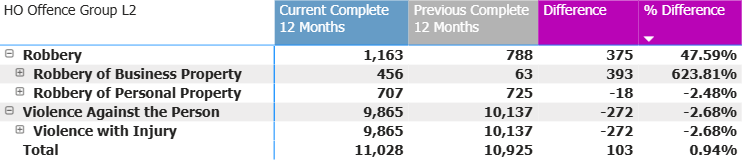 HO Offence Group L2 Current Complete 12 Months Previous Complete 12 Months Difference % Difference
Robbery 1,163 788 375 47.59%
Robbery of Business Property 456 63 393 623.81%
Robbery of Personal Property 707 725 -18 -2.48%
Violence Against the Person 9,865 10,137 -272 -2.68%
Violence with Injury 9,865 10,137 -272 -2.68%
Total 11,028 10,925 103 0.94%